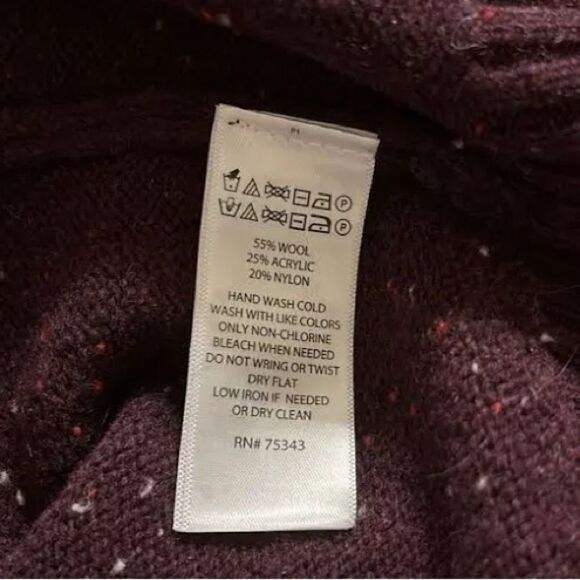 P
P
55% WOOL
25% ACRYLIC
20% NYLON
HAND WASH COLD
WASH WITH LIKE COLORS
ONLY NON-CHLORINE
BLEACH WHEN NEEDED
DO NOT WRING OR TWIST
DRY FLAT
LOW IRON IF NEEDED
OR DRY CLEAN
RN# 75343